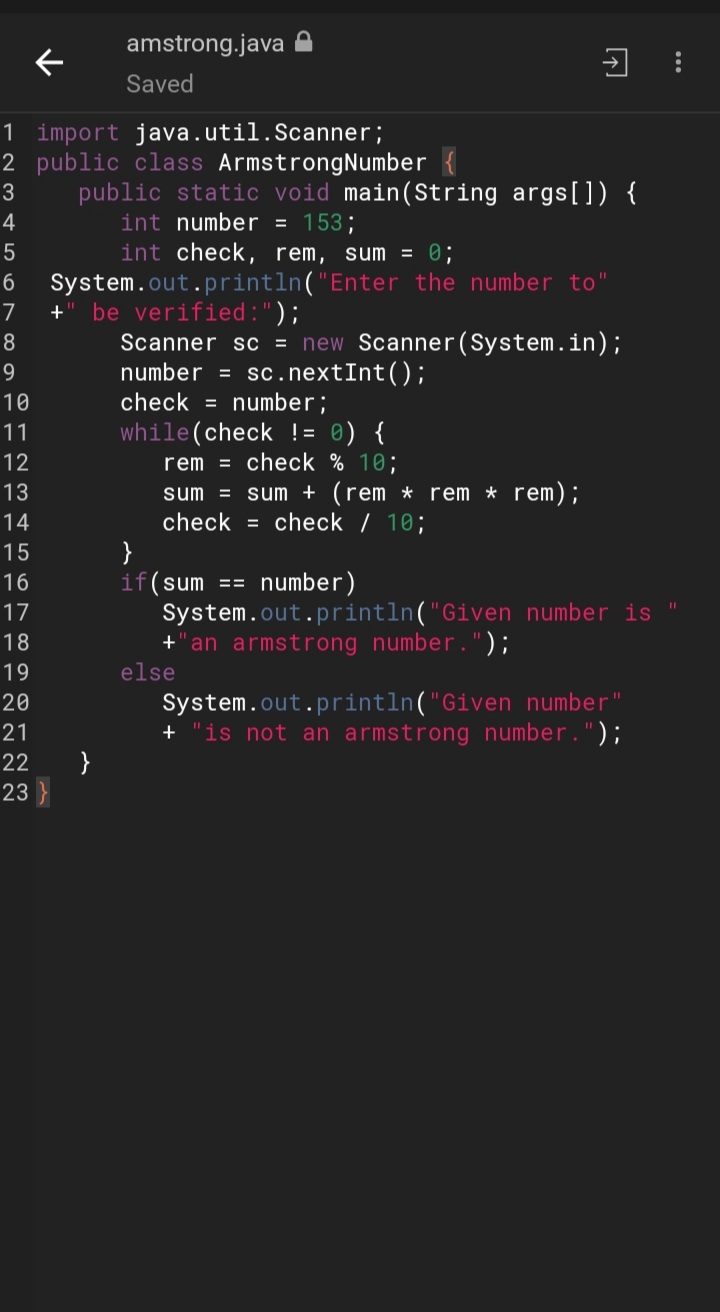 amstrong.java
Saved
1 import java.util.Scanner;
2 public class ArmstrongNumber {
3    public static void main(String args[]) {
4       int number = 153;
5       int check, rem, sum = 0;
6  System.out.println("Enter the number to"
7  +" be verified:");
8       Scanner sc = new Scanner(System.in);
9       number = sc.nextInt();
10      check = number;
11      while(check != 0) {
12         rem = check % 10;
13         sum = sum + (rem * rem * rem);
14         check = check / 10;
15      }
16      if(sum == number)
17         System.out.println("Given number is "
18         +"an armstrong number.");
19      else
20         System.out.println("Given number"
21         + "is not an armstrong number.");
22   }
23 }